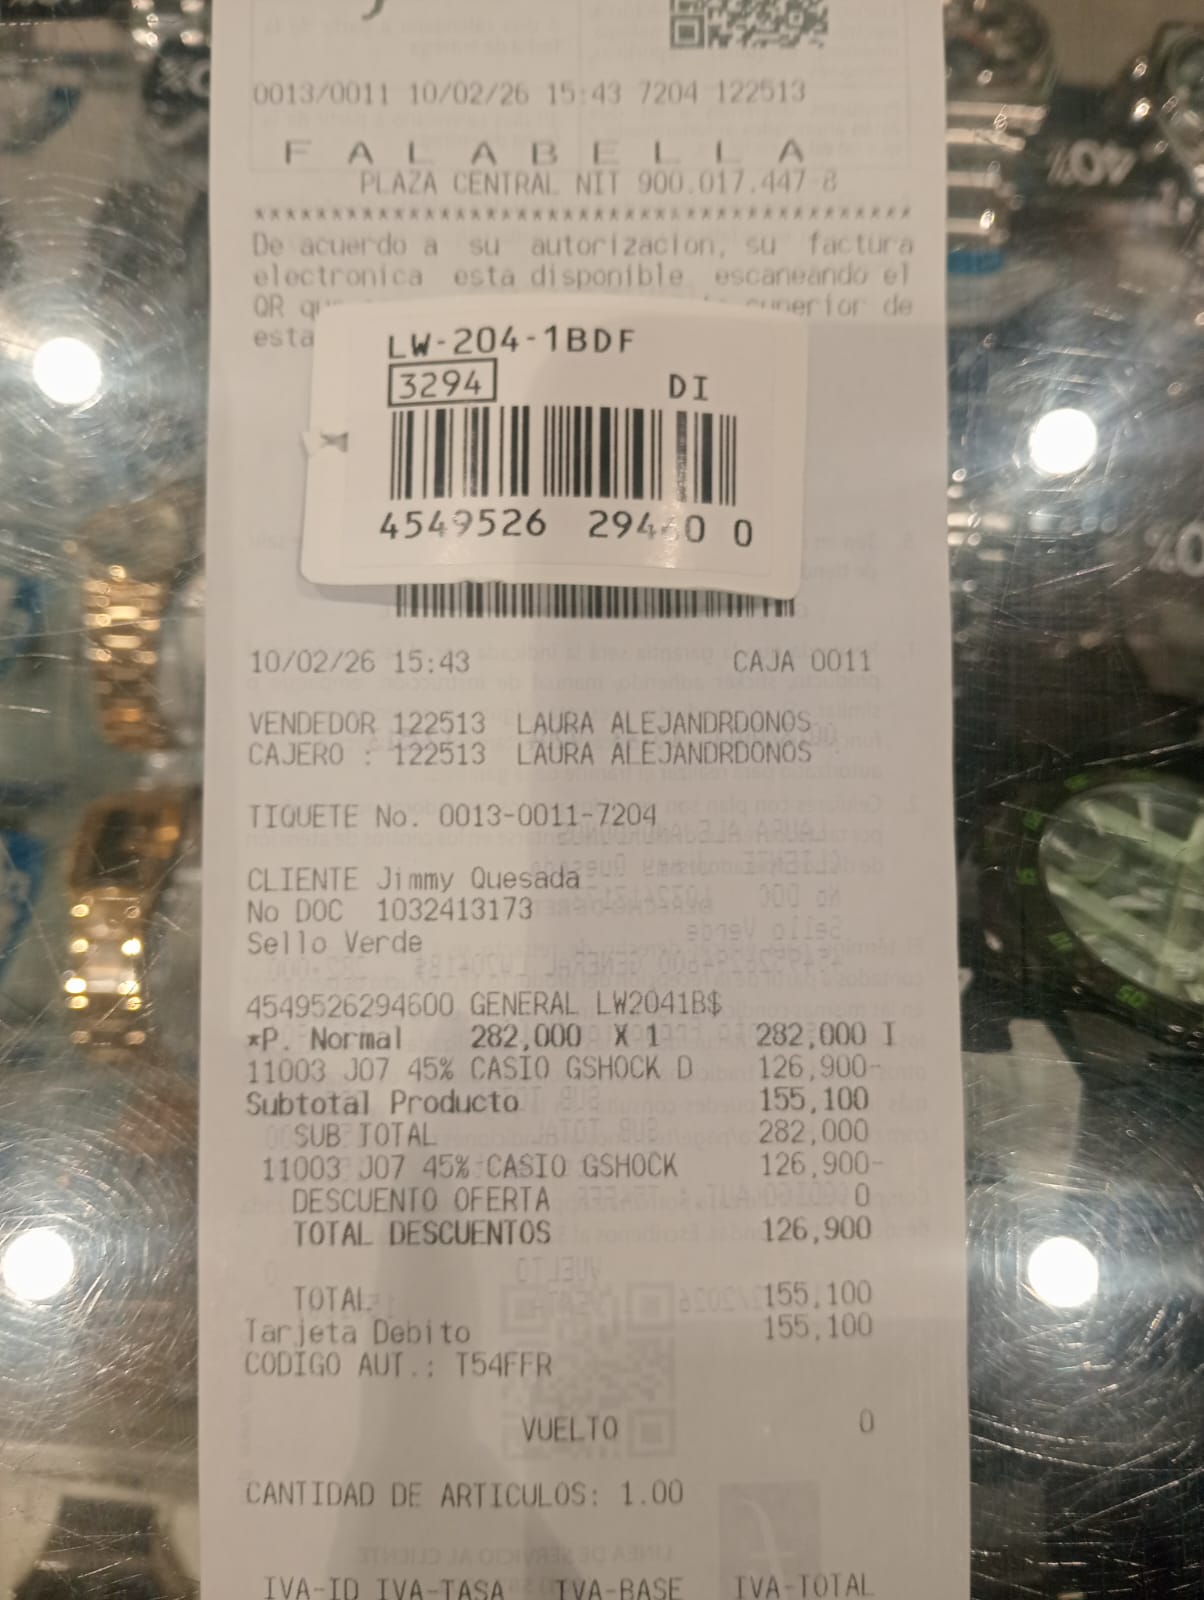 0013/0011 10/02/26 15:43 7204 122513
FALABELLA
PLAZA CENTRAL NIT 900.017.447-8
******************************************
De acuerdo a su autorizacion, su factura
electronica esta disponible escaneando el
QR superior de
esta
LW-204-1BDF
3294 DI
4549526 294 0 0
10/02/26 15:43 CAJA 0011
VENDEDOR 122513 LAURA ALEJANDRDONOS
CAJERO : 122513 LAURA ALEJANDRDONOS
TIQUETE No. 0013-0011-7204
CLIENTE Jimmy Quesada
No DOC 1032413173
Sello Verde
4549526294600 GENERAL LW2041B$
*P. Normal 282,000 X 1 282,000 I
11003 J07 45% CASIO GSHOCK D 126,900-
Subtotal Producto 155,100
SUB TOTAL 282,000
11003 J07 45% CASIO GSHOCK 126,900-
DESCUENTO OFERTA 0
TOTAL DESCUENTOS 126,900
TOTAL 155,100
Tarjeta Debito 155,100
CODIGO AUT.: T54FFR
VUELTO 0
CANTIDAD DE ARTICULOS: 1.00
IVA-ID IVA-TASA IVA-BASE IVA-TOTAL
40%